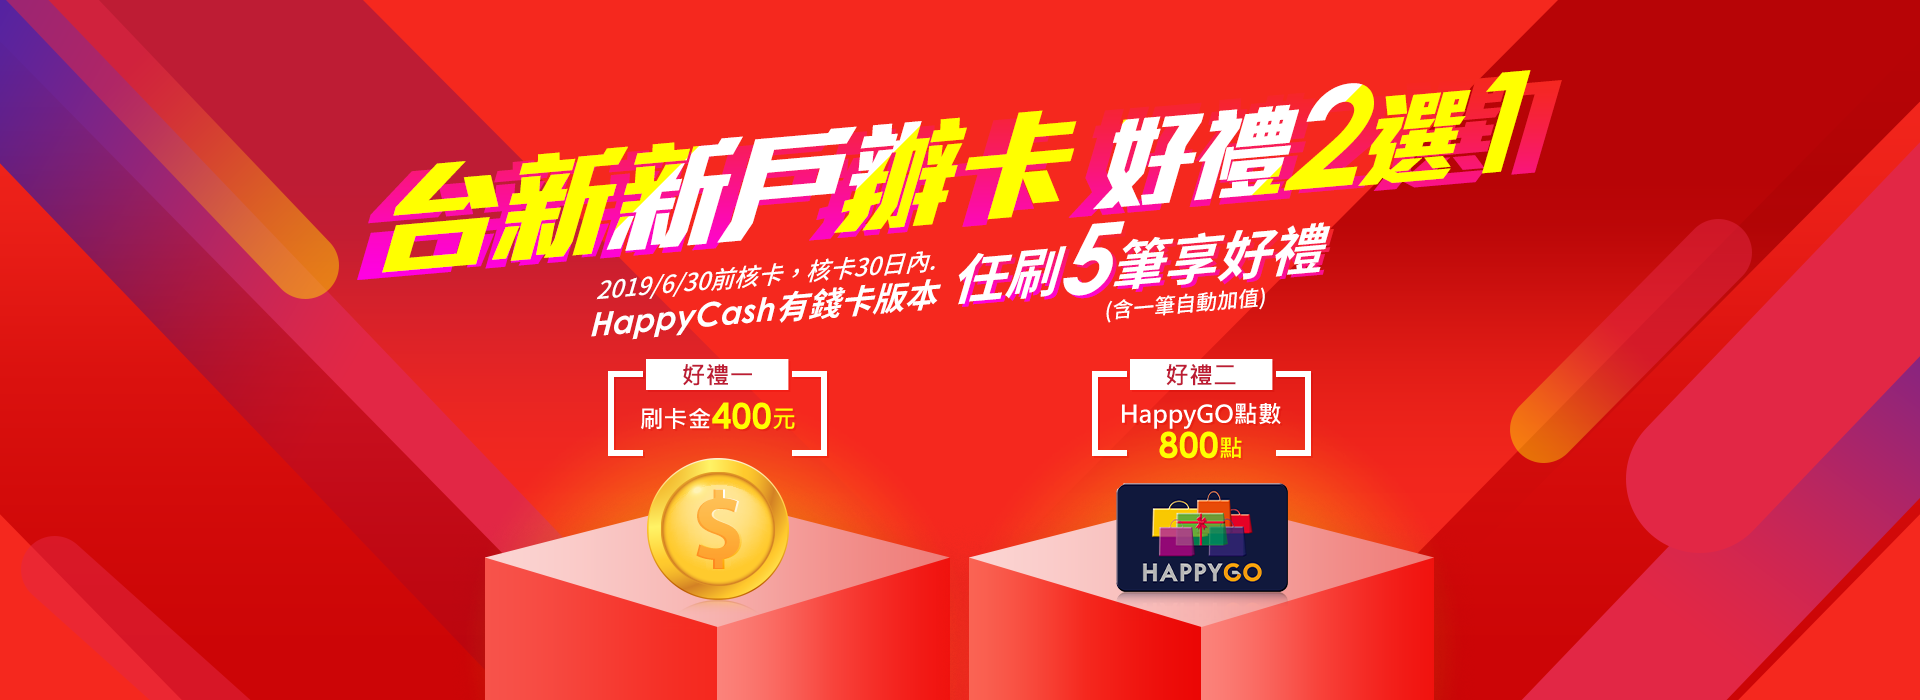 台新新戶辦卡 好禮2選1
2019/6/30前核卡，核卡30日內.
HappyCash有錢卡版本
任刷5筆享好禮
(含一筆自動加值)
好禮一
刷卡金400元
$
好禮二
HappyGO點數
800點
HAPPYGO